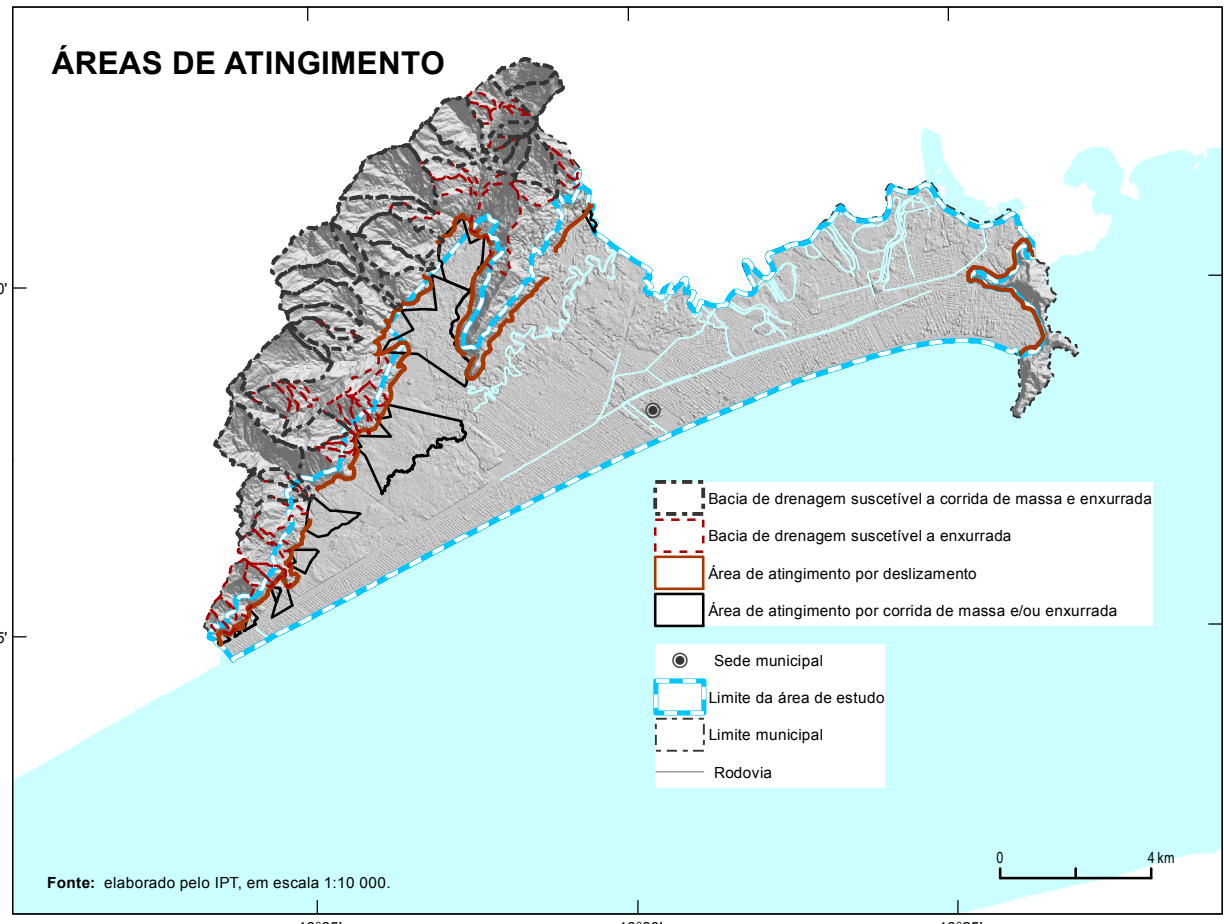 ÁREAS DE ATINGIMENTO
0'
Bacia de drenagem suscetível a corrida de massa e enxurrada
Bacia de drenagem suscetível a enxurrada
Área de atingimento por deslizamento
Área de atingimento por corrida de massa e/ou enxurrada
5'
Sede municipal
Limite da área de estudo
Limite municipal
Rodovia
0 4 km
Fonte: elaborado pelo IPT, em escala 1:10 000.